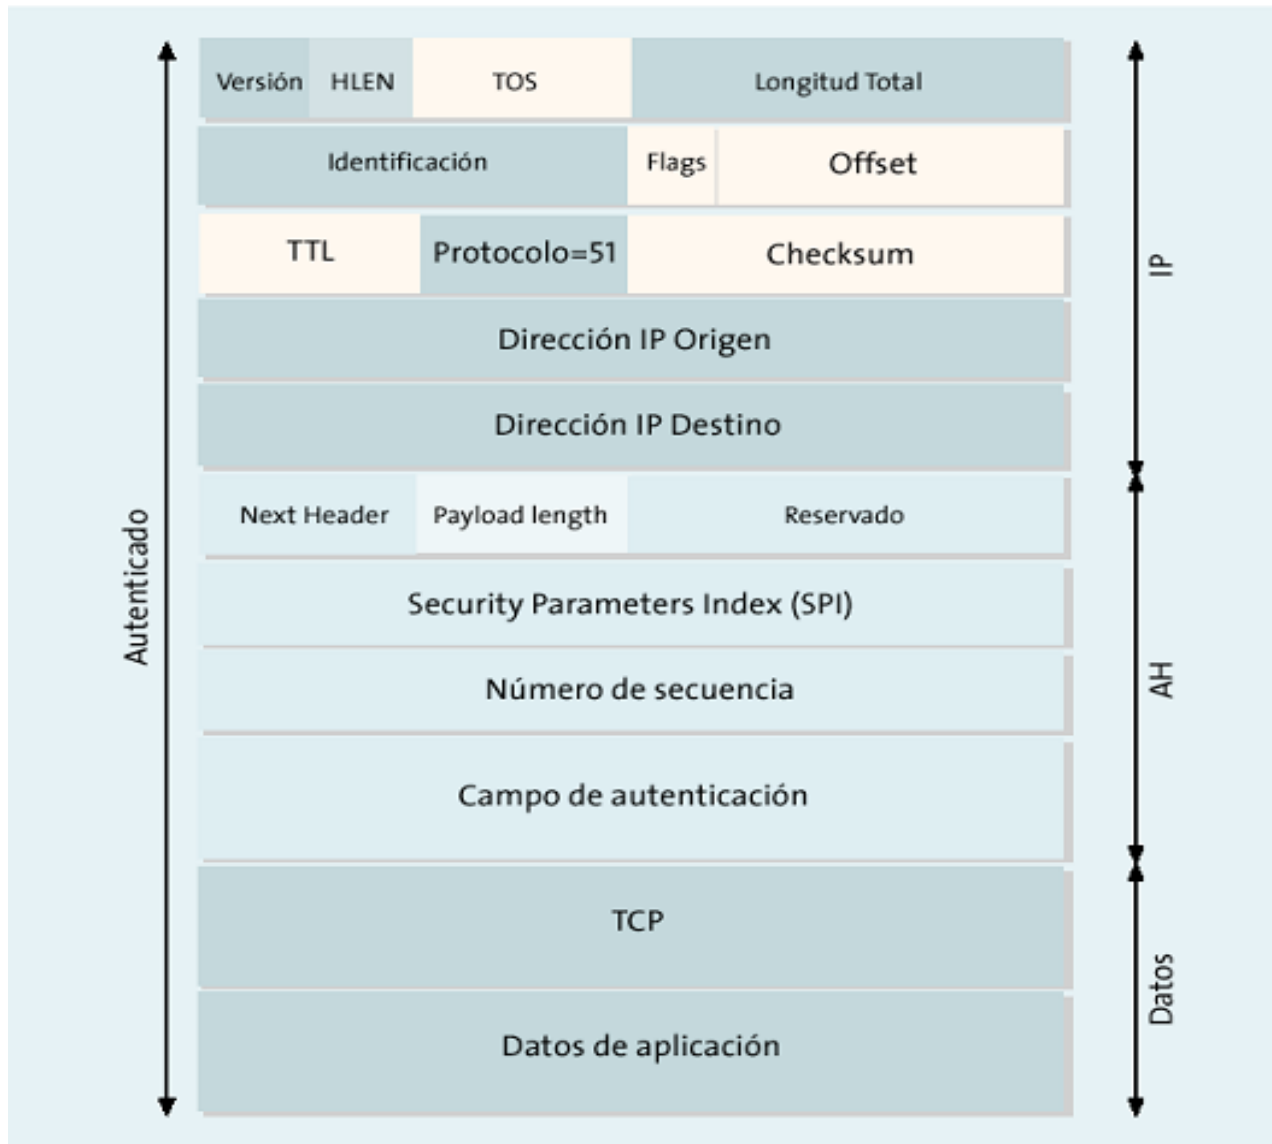 Versión HLEN TOS Longitud Total
Identificación Flags Offset
TTL Protocolo=51 Checksum
Dirección IP Origen
Dirección IP Destino
IP
Next Header Payload length Reservado
Security Parameters Index (SPI)
Número de secuencia
Campo de autenticación
AH
Autenticado
TCP
Datos de aplicación
Datos